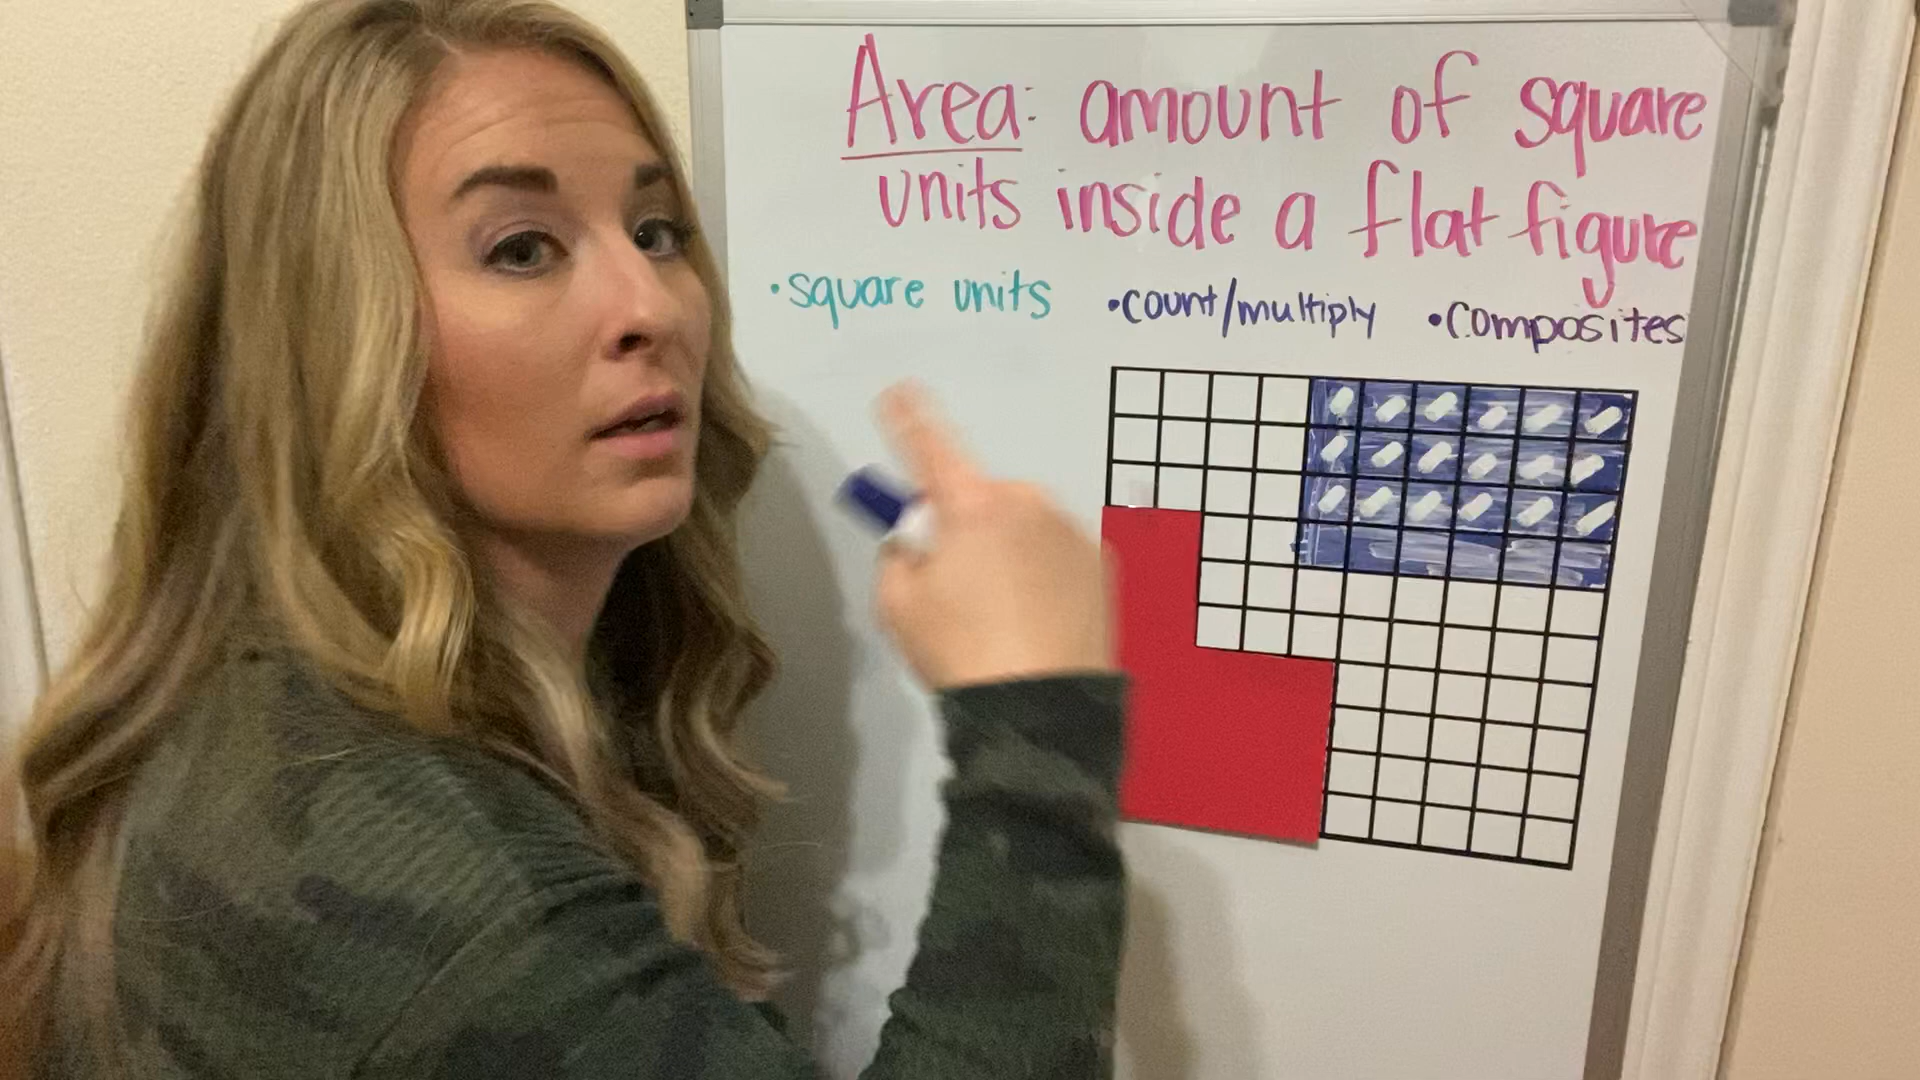 Area: amount of square
units inside a flat figure
•square units •count/multiply •composites